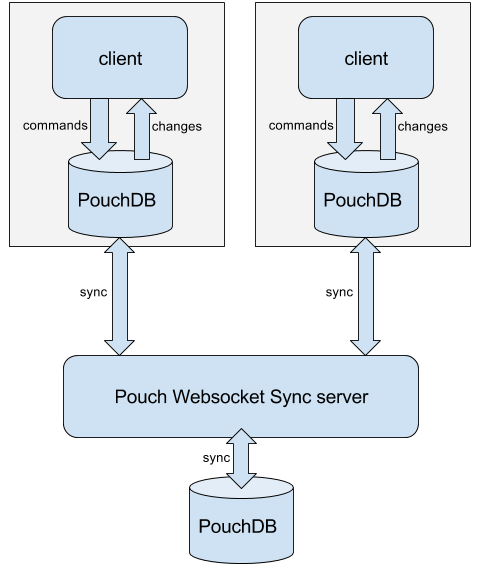 client
client
commands
changes
commands
changes
PouchDB
PouchDB
sync
sync
Pouch Websocket Sync server
sync
PouchDB